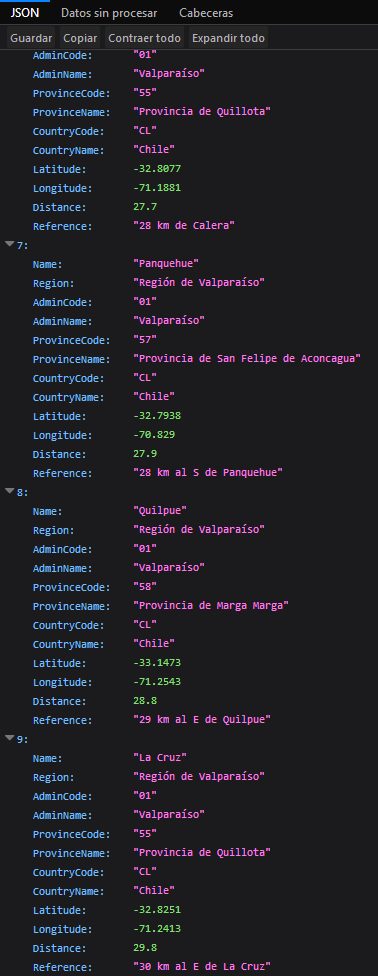 JSON Datos sin procesar Cabeceras
Guardar Copiar Contraer todo Expandir todo
AdminCode: "01"
AdminName: "Valparaíso"
ProvinceCode: "55"
ProvinceName: "Provincia de Quillota"
CountryCode: "CL"
CountryName: "Chile"
Latitude: -32.8077
Longitude: -71.1881
Distance: 27.7
Reference: "28 km de Calera"
7:
Name: "Panquehue"
Region: "Región de Valparaíso"
AdminCode: "01"
AdminName: "Valparaíso"
ProvinceCode: "57"
ProvinceName: "Provincia de San Felipe de Aconcagua"
CountryCode: "CL"
CountryName: "Chile"
Latitude: -32.7938
Longitude: -70.829
Distance: 27.9
Reference: "28 km al S de Panquehue"
8:
Name: "Quilpue"
Region: "Región de Valparaíso"
AdminCode: "01"
AdminName: "Valparaíso"
ProvinceCode: "58"
ProvinceName: "Provincia de Marga Marga"
CountryCode: "CL"
CountryName: "Chile"
Latitude: -33.1473
Longitude: -71.2543
Distance: 28.8
Reference: "29 km al E de Quilpue"
9:
Name: "La Cruz"
Region: "Región de Valparaíso"
AdminCode: "01"
AdminName: "Valparaíso"
ProvinceCode: "55"
ProvinceName: "Provincia de Quillota"
CountryCode: "CL"
CountryName: "Chile"
Latitude: -32.8251
Longitude: -71.2413
Distance: 29.8
Reference: "30 km al E de La Cruz"